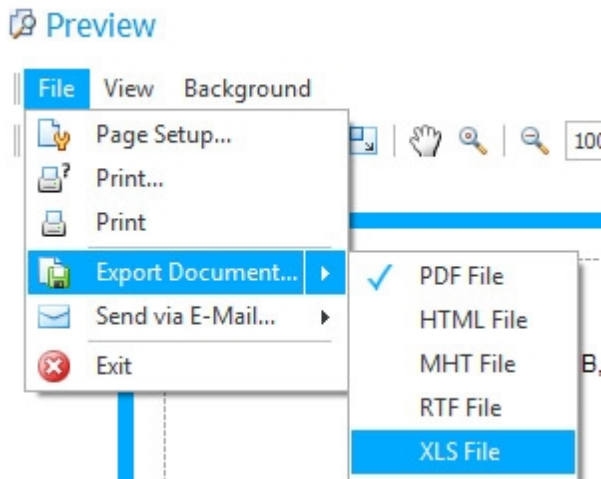 Preview
File View Background
Page Setup...
Print...
Print
Export Document...
Send via E-Mail...
Exit
PDF File
HTML File
MHT File
RTF File
XLS File
100
B,